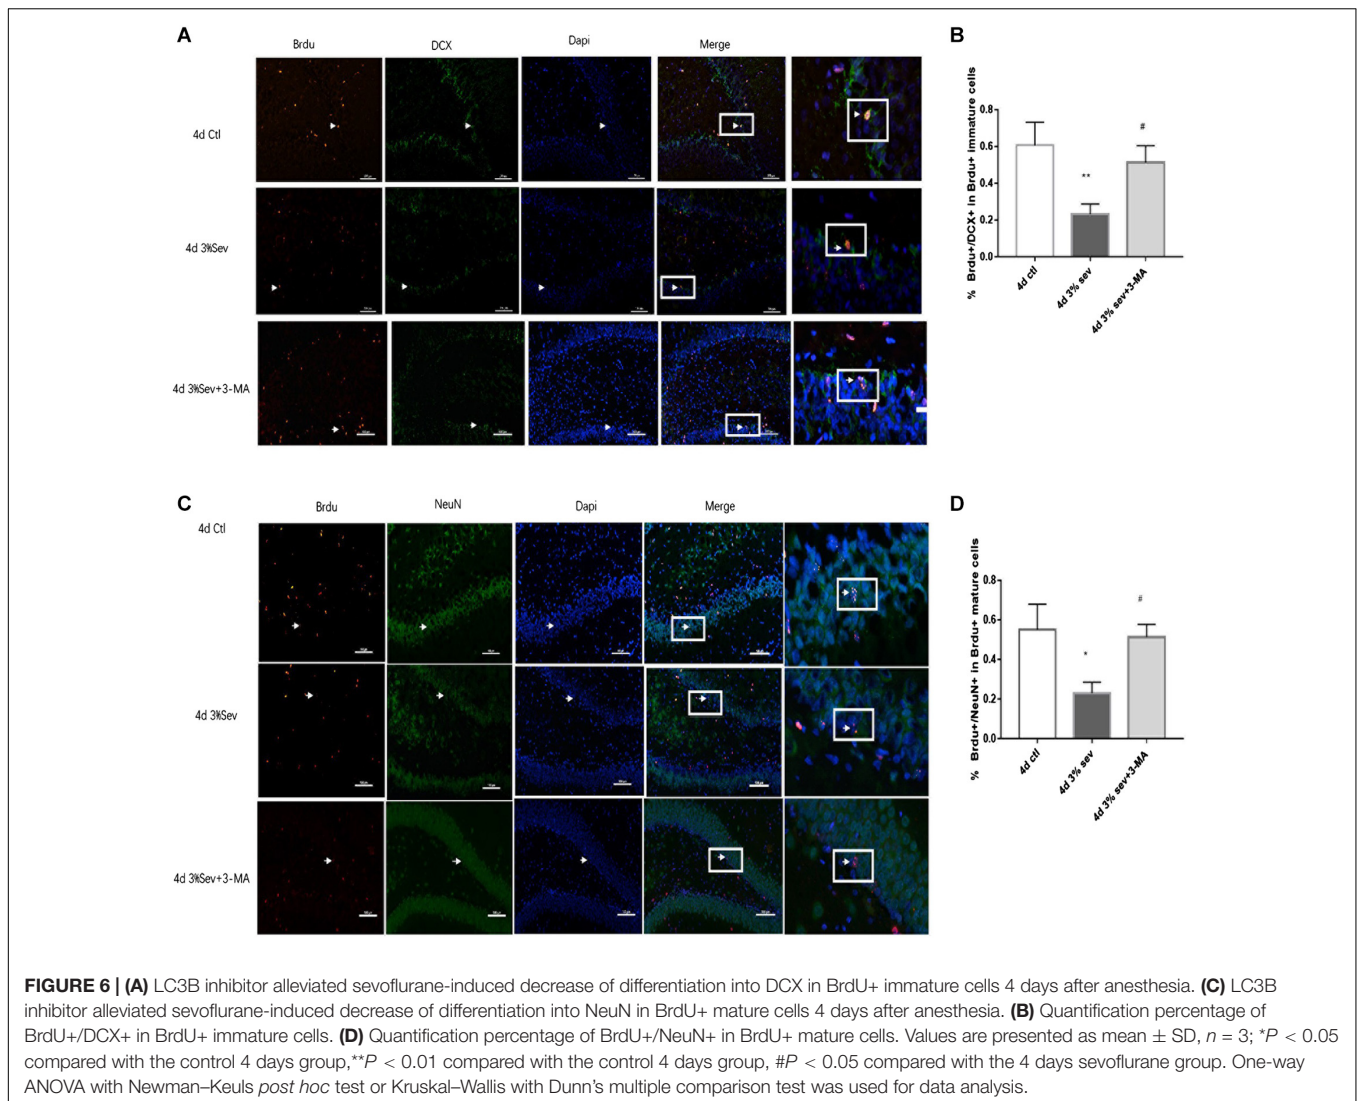 A
Brdu DCX Dapi Merge
4d Ctl
4d 3%Sev
4d 3%Sev+3-MA
B
% Brdu+/DCX+ in Brdu+ immature cells
0.8
0.6
0.4
0.2
0.0
**
#
4d ctl
4d 3% sev
4d 3% sev+3-MA
C
Brdu NeuN Dapi Merge
4d Ctl
4d 3%Sev
4d 3%Sev+3-MA
D
% Brdu+/NeuN+ in Brdu+ mature cells
0.8
0.6
0.4
0.2
0.0
*
#
4d ctl
4d 3% sev
4d 3% sev+3-MA
FIGURE 6 | (A) LC3B inhibitor alleviated sevoflurane-induced decrease of differentiation into DCX in BrdU+ immature cells 4 days after anesthesia. (C) LC3B
inhibitor alleviated sevoflurane-induced decrease of differentiation into NeuN in BrdU+ mature cells 4 days after anesthesia. (B) Quantification percentage of
BrdU+/DCX+ in BrdU+ immature cells. (D) Quantification percentage of BrdU+/NeuN+ in BrdU+ mature cells. Values are presented as mean ± SD, n = 3; *P < 0.05
compared with the control 4 days group,**P < 0.01 compared with the control 4 days group, #P < 0.05 compared with the 4 days sevoflurane group. One-way
ANOVA with Newman–Keuls post hoc test or Kruskal–Wallis with Dunn's multiple comparison test was used for data analysis.